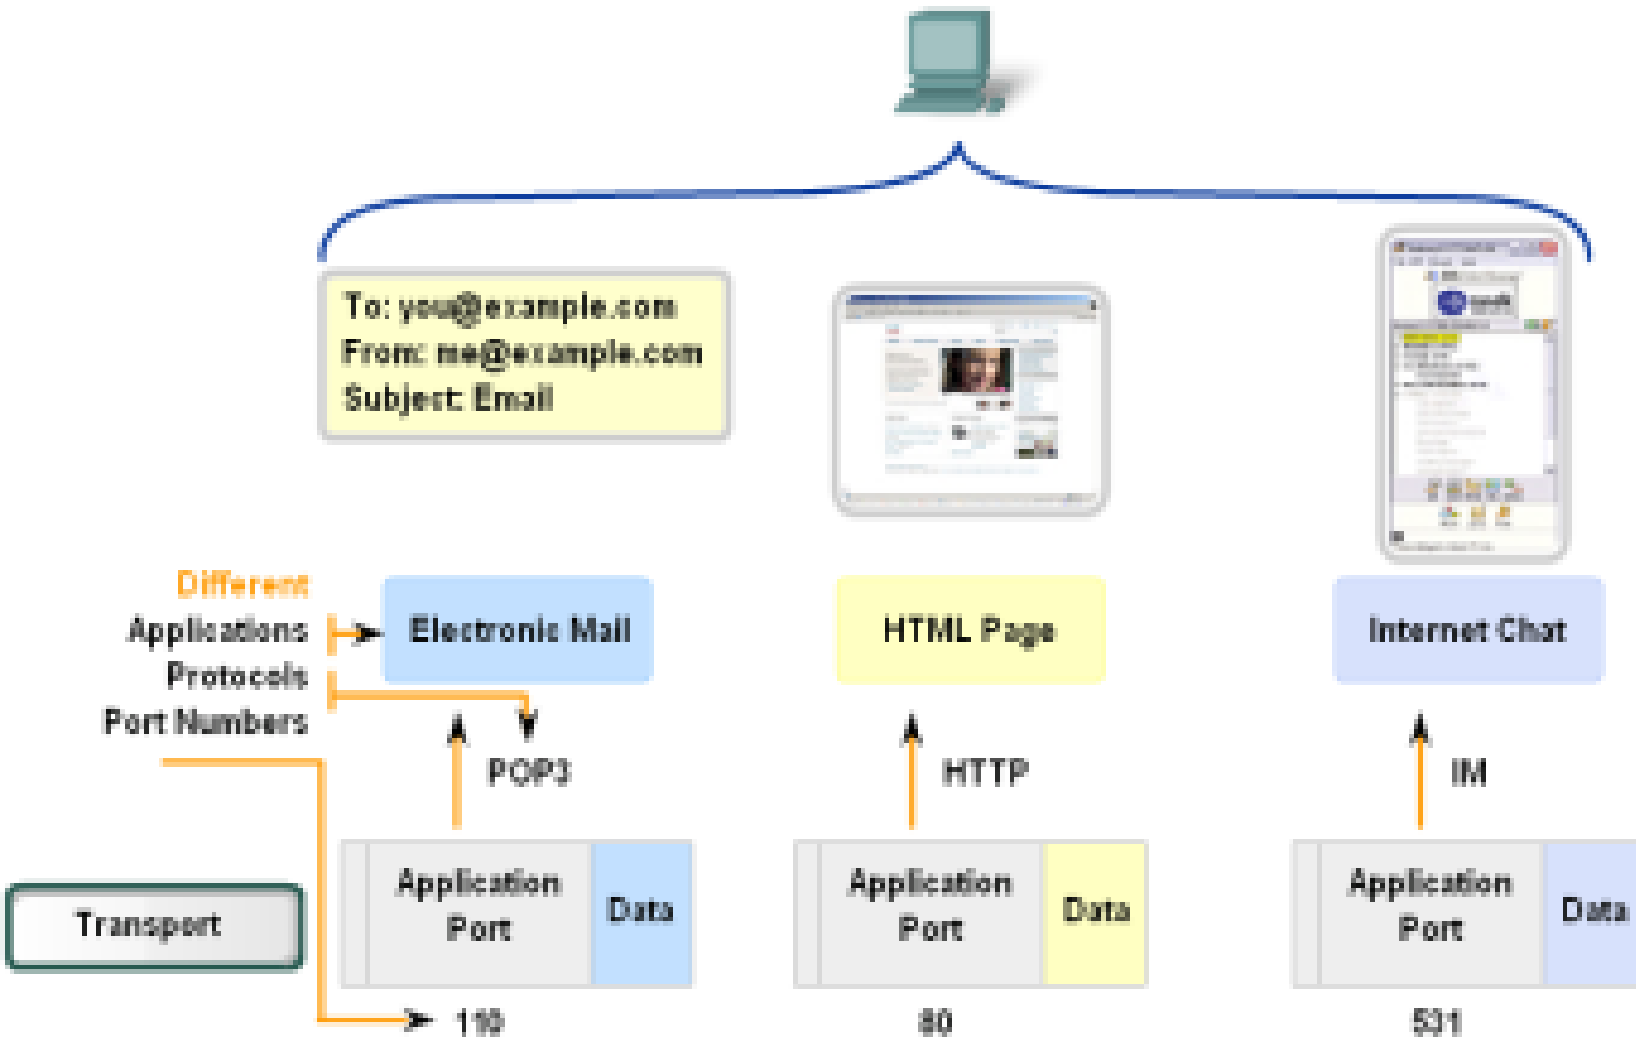 To: you@example.com
From: me@example.com
Subject: Email
Different
Applications
Protocols
Port Numbers
Electronic Mail
HTML Page
Internet Chat
POP3
HTTP
IM
Transport
Application
Port
Data
Application
Port
Data
Application
Port
Data
110
80
531